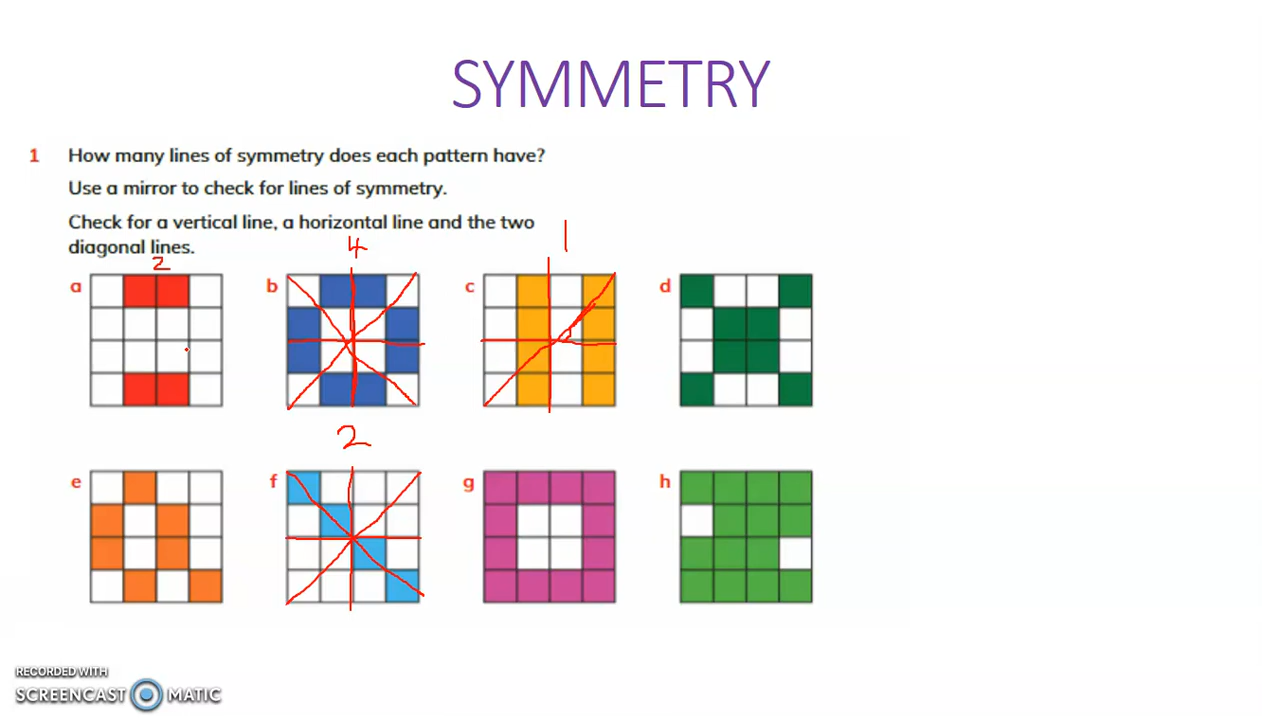 SYMMETRY
1 How many lines of symmetry does each pattern have?
Use a mirror to check for lines of symmetry.
Check for a vertical line, a horizontal line and the two
diagonal lines.
2 4 1
a b c d
2
e f g h
RECORDED WITH
SCREENCAST MATIC